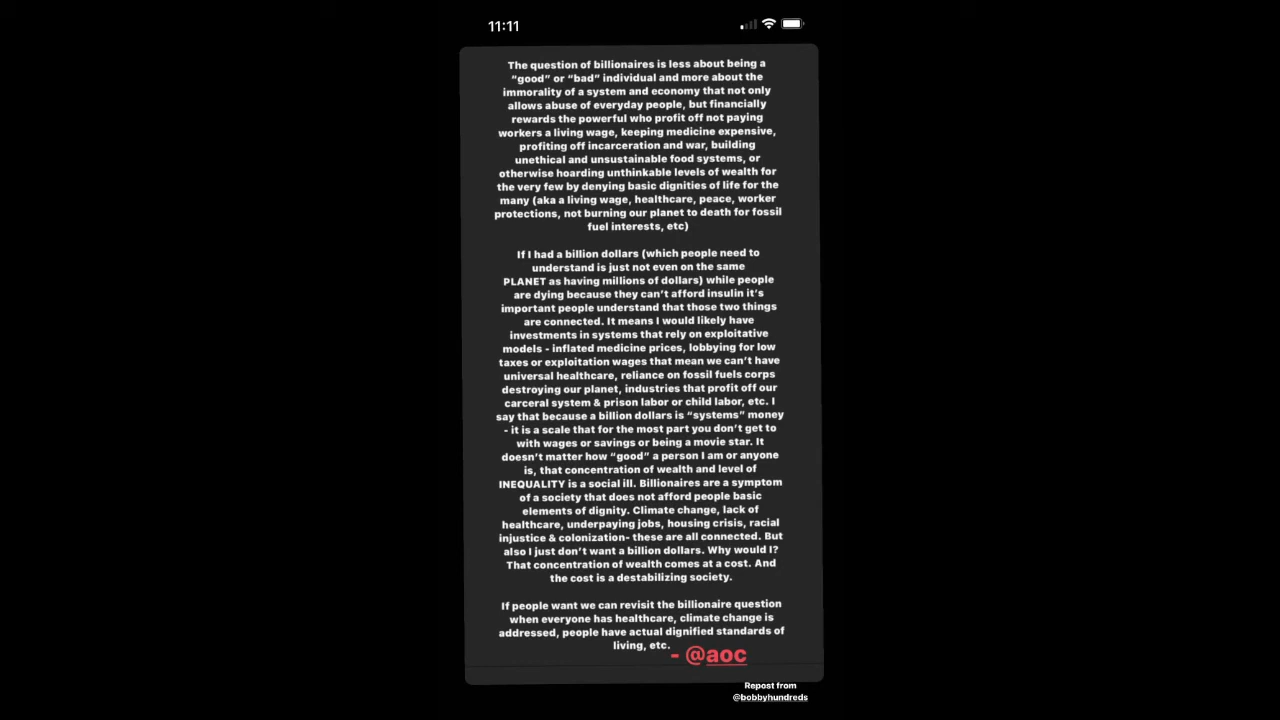 11:11
The question of billionaires is less about being a
“good” or “bad” individual and more about the
immorality of a system and economy that not only
allows abuse of everyday people, but financially
rewards the powerful who profit off not paying
workers a living wage, keeping medicine expensive,
profiting off incarceration and war, building
unethical and unsustainable food systems, or
otherwise hoarding unthinkable levels of wealth for
the very few by denying basic dignities of life for the
many (aka a living wage, healthcare, peace, worker
protections, not burning our planet to death for fossil
fuel interests, etc)
If I had a billion dollars (which people need to
understand is just not even on the same
PLANET as having millions of dollars) while people
are dying because they can’t afford insulin it’s
important people understand that those two things
are connected. It means I would likely have
investments in systems that rely on exploitative
models - inflated medicine prices, lobbying for low
taxes or exploitation wages that mean we can’t have
universal healthcare, reliance on fossil fuels corps
destroying our planet, industries that profit off our
carceral system & prison labor or child labor, etc. I
say that because a billion dollars is “systems” money
- it is a scale that for the most part you don’t get to
with wages or savings or being a movie star. It
doesn’t matter how “good” a person I am or anyone
is, that concentration of wealth and level of
INEQUALITY is a social ill. Billionaires are a symptom
of a society that does not afford people basic
elements of dignity. Climate change, lack of
healthcare, underpaying jobs, housing crisis, racial
injustice & colonization- these are all connected. But
also I just don’t want a billion dollars. Why would I?
That concentration of wealth comes at a cost. And
the cost is a destabilizing society.
If people want we can revisit the billionaire question
when everyone has healthcare, climate change is
addressed, people have actual dignified standards of
living, etc.
- @aoc
Repost from
@bobbyhundreds